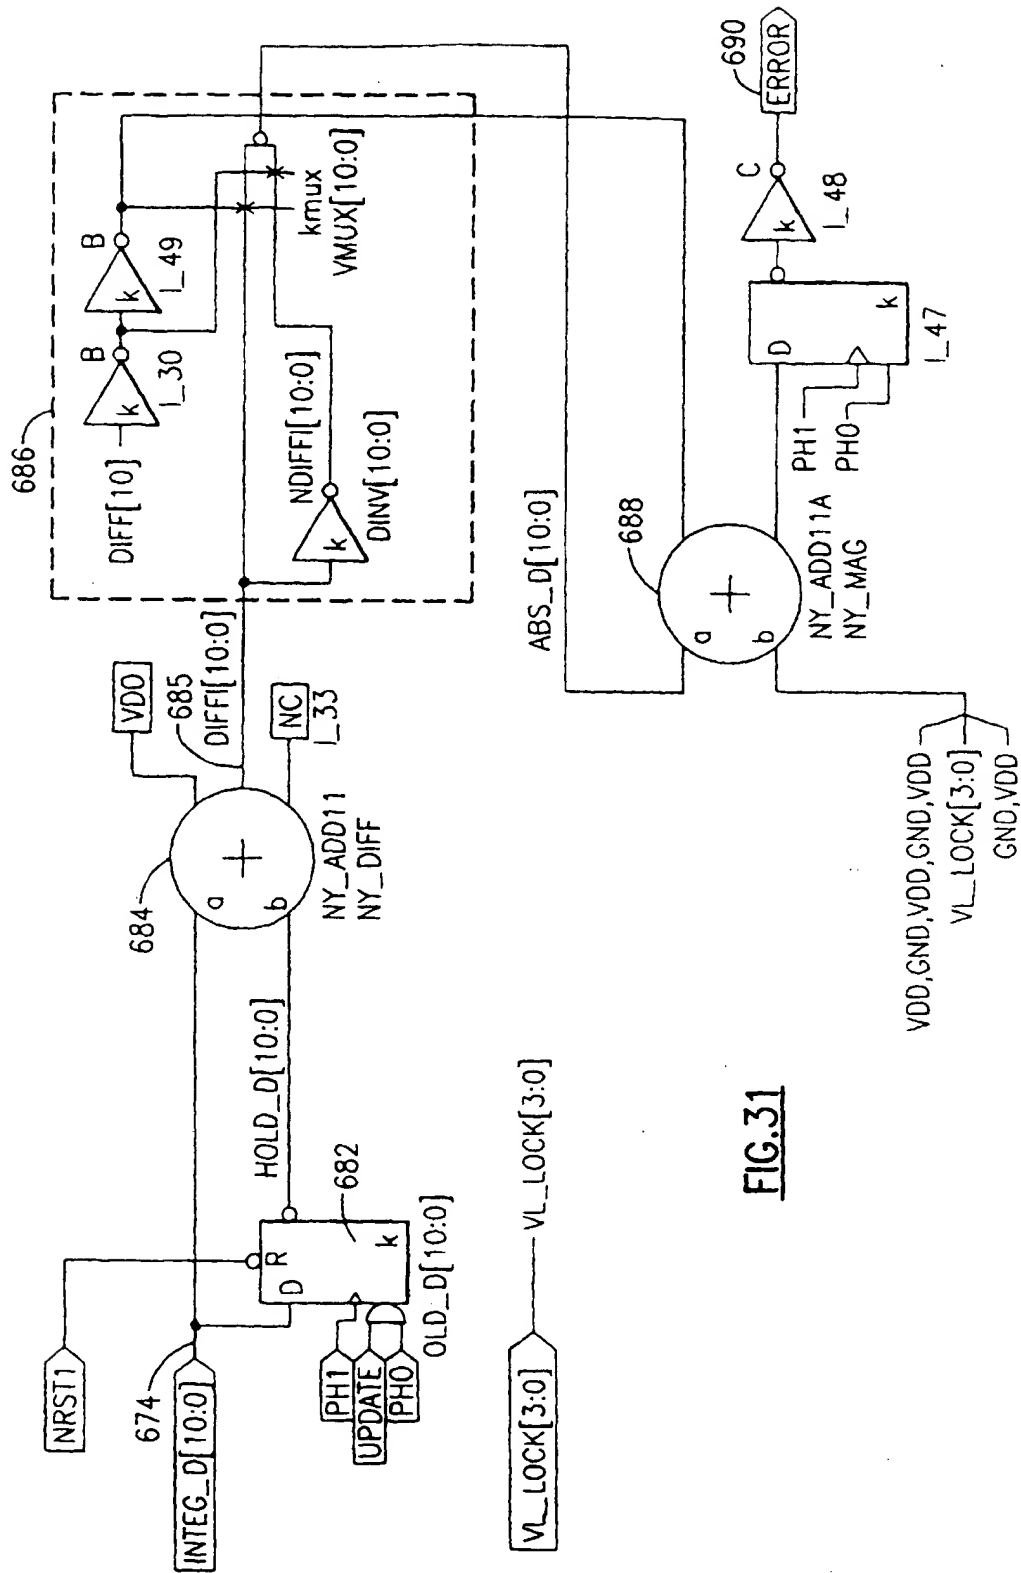 NRST1
674
INTEG_D[10:0]
R
D
k
682
OLD_D[10:0]
PH1
UPDATE
PH0
HOLD_D[10:0]
684
a
b
+
NY_ADD11
NY_DIFF
VDD
685
DIFFI[10:0]
NC
I_33
686
DIFF[10]
k
B
I_30
k
B
I_49
k
NDIFFI[10:0]
DINV[10:0]
kmux
VMUX[10:0]
ABS_D[10:0]
688
a
b
+
NY_ADD11A
NY_MAG
PH1
PH0
D
k
I_47
k
C
I_48
690
ERROR
VDD,GND,VDD,GND,VDD
VL_LOCK[3:0]
GND,VDD
VL_LOCK[3:0]
VL_LOCK[3:0]
FIG.31